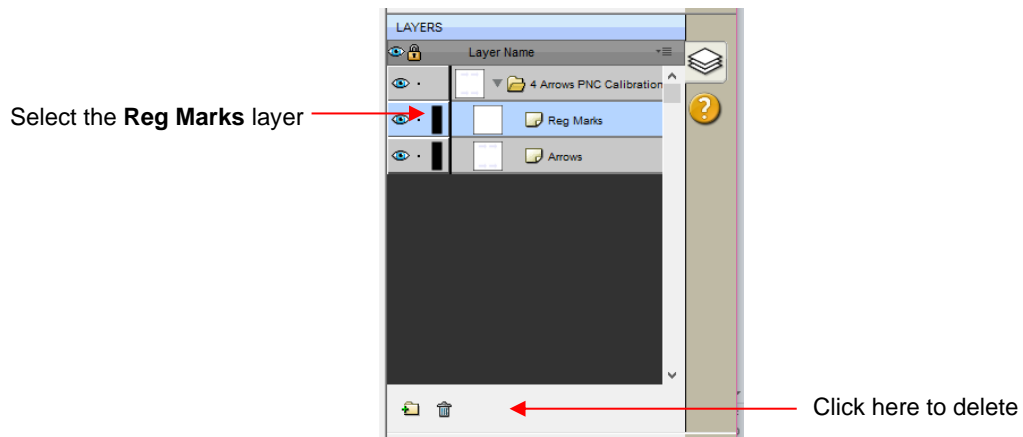 LAYERS
Layer Name
4 Arrows PNC Calibration
Select the Reg Marks layer
Reg Marks
Arrows
Click here to delete